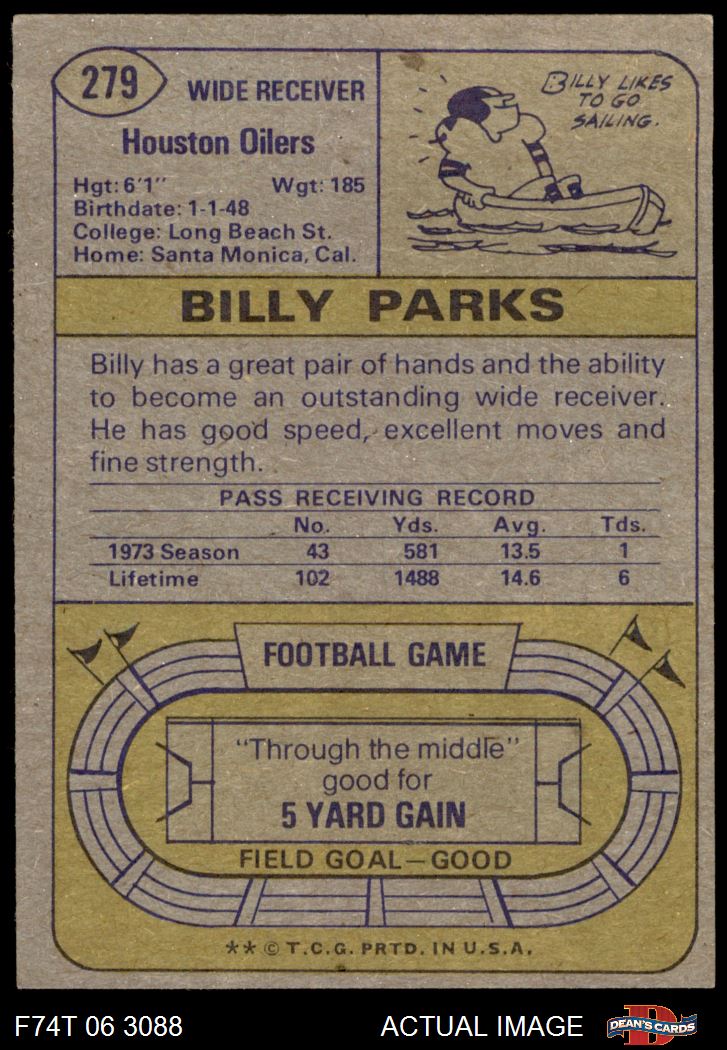 279
WIDE RECEIVER
Houston Oilers
Hgt: 6'1" Wgt: 185
Birthdate: 1-1-48
College: Long Beach St.
Home: Santa Monica, Cal.
BILLY LIKES
TO GO
SAILING.
BILLY PARKS
Billy has a great pair of hands and the ability
to become an outstanding wide receiver.
He has good speed, excellent moves and
fine strength.
PASS RECEIVING RECORD
No. Yds. Avg. Tds.
1973 Season 43 581 13.5 1
Lifetime 102 1488 14.6 6
FOOTBALL GAME
"Through the middle"
good for
5 YARD GAIN
FIELD GOAL—GOOD
** © T.C.G. PRTD. IN U.S.A.
F74T 06 3088 ACTUAL IMAGE
DEAN'S CARDS